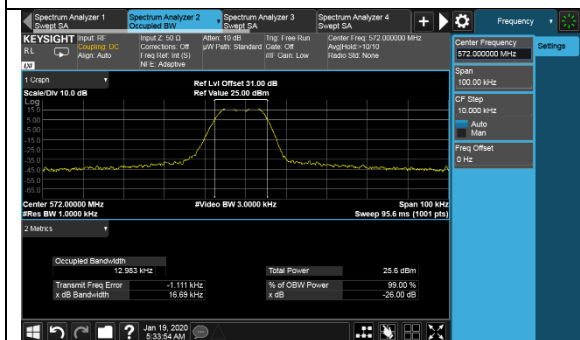 Spectrum Analyzer 1
Swept SA
Spectrum Analyzer 2
Occupied BW
Spectrum Analyzer 3
Swept SA
Spectrum Analyzer 4
Swept SA
+
Frequency
KEYSIGHT
RL
Input: RF
Coupling: DC
Align: Auto
Input Z: 50 Ω
Corrections: Off
Freq Ref: Int (S)
NFE: Adaptive
Atten: 10 dB
µW Path: Standard
Trig: Free Run
Gate: Off
#IF Gain: Low
Center Freq: 572.000000 MHz
Avg|Hold:>10/10
Radio Std: None
Center Frequency
572.000000 MHz
Settings
Span
100.00 kHz
CF Step
10.000 kHz
Auto
Man
Freq Offset
0 Hz
1 Graph
Scale/Div 10.0 dB
Ref Lvl Offset 31.00 dB
Ref Value 25.00 dBm
Log
15.0
5.00
-5.00
-15.0
-25.0
-35.0
-45.0
-55.0
-65.0
Center 572.00000 MHz
#Res BW 1.0000 kHz
#Video BW 3.0000 kHz
Span 100 kHz
Sweep 95.6 ms (1001 pts)
2 Metrics
Occupied Bandwidth
12.983 kHz
Total Power 25.6 dBm
Transmit Freq Error -1.111 kHz
% of OBW Power 99.00 %
x dB Bandwidth 16.69 kHz
x dB -26.00 dB
?
Jan 19, 2020
5:33:54 AM